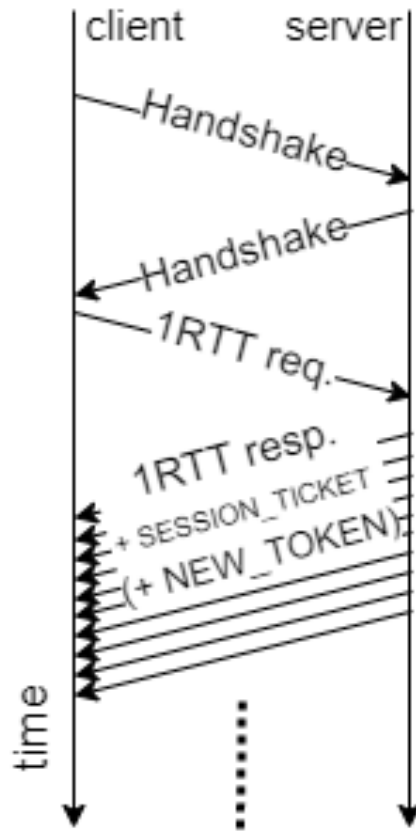 client server
Handshake
Handshake
1RTT req.
1RTT resp.
+ SESSION_TICKET
(+ NEW_TOKEN)
time